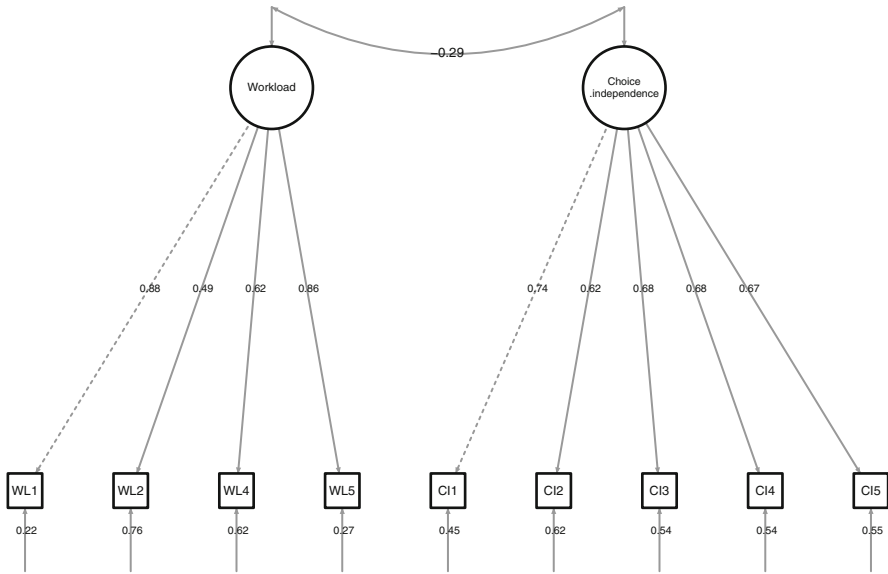 −0.29
Workload
Choice
.independence
0.88 0.49 0.62 0.86 0.74 0.62 0.68 0.68 0.67
WL1 WL2 WL4 WL5 CI1 CI2 CI3 CI4 CI5
0.22 0.76 0.62 0.27 0.45 0.62 0.54 0.54 0.55